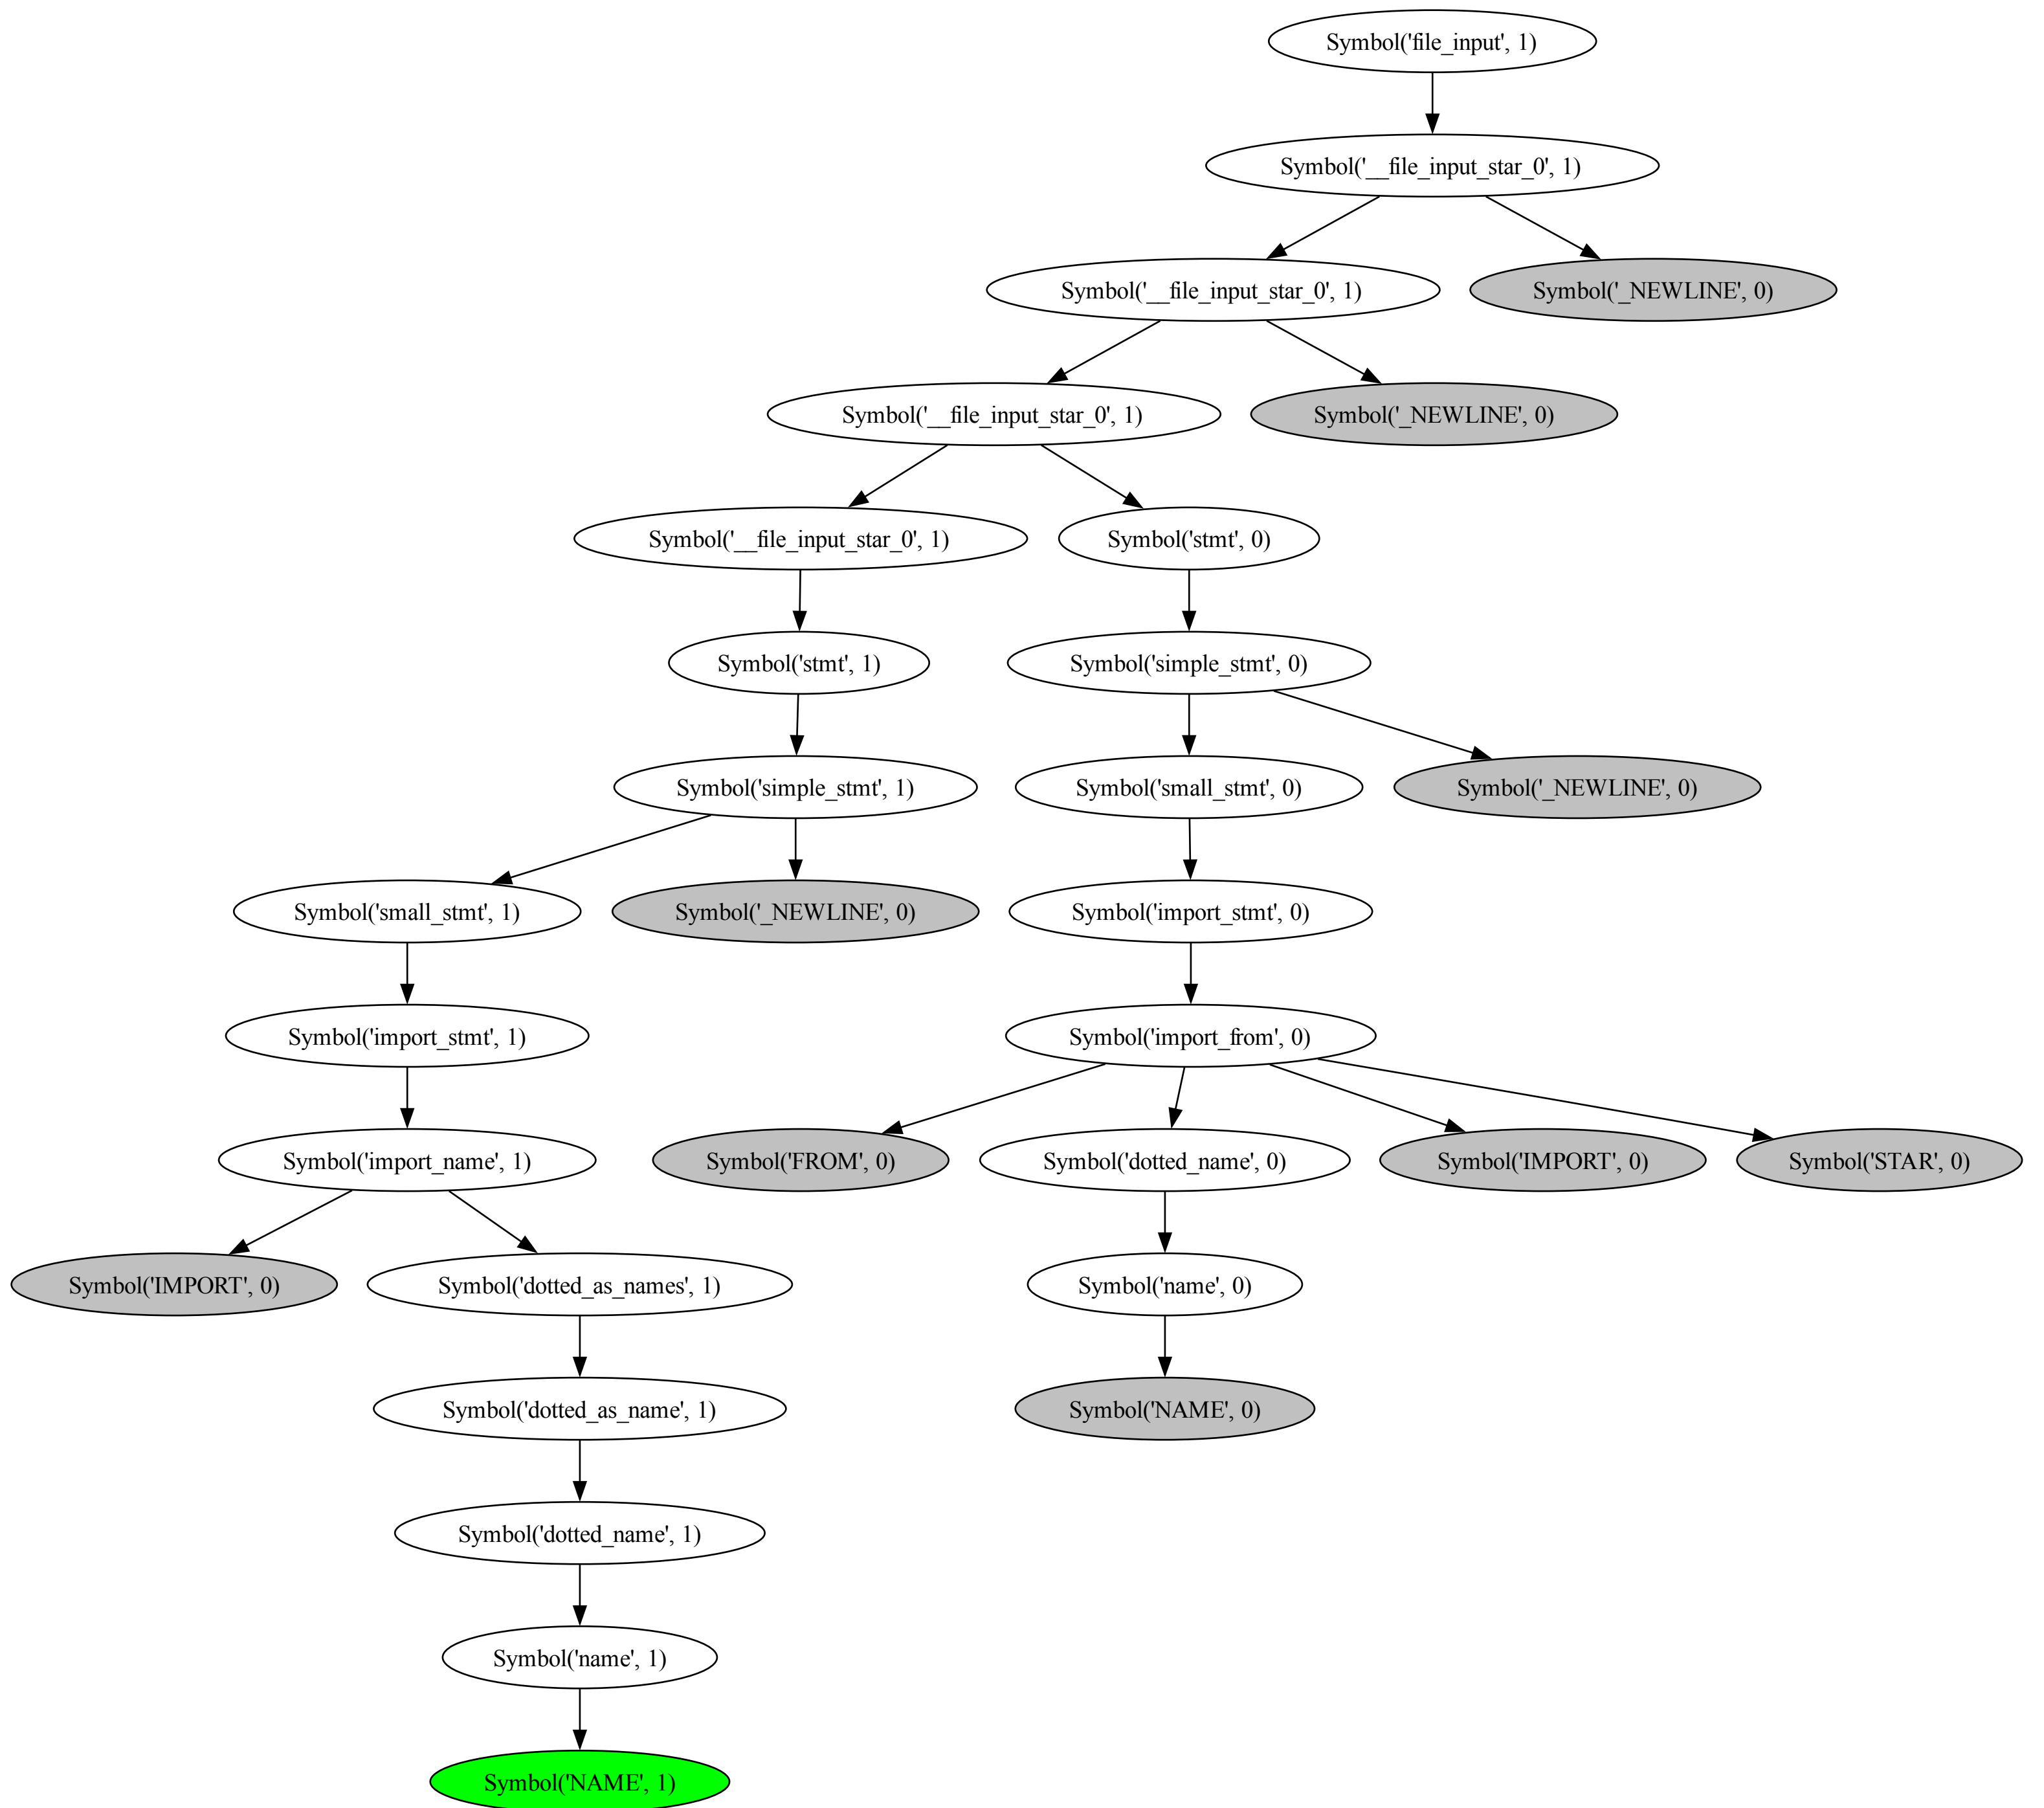 Symbol('file_input', 1)
Symbol('__file_input_star_0', 1)
Symbol('__file_input_star_0', 1)
Symbol('_NEWLINE', 0)
Symbol('__file_input_star_0', 1)
Symbol('_NEWLINE', 0)
Symbol('__file_input_star_0', 1)
Symbol('stmt', 0)
Symbol('stmt', 1)
Symbol('simple_stmt', 0)
Symbol('simple_stmt', 1)
Symbol('small_stmt', 0)
Symbol('_NEWLINE', 0)
Symbol('small_stmt', 1)
Symbol('_NEWLINE', 0)
Symbol('import_stmt', 0)
Symbol('import_stmt', 1)
Symbol('import_from', 0)
Symbol('import_name', 1)
Symbol('FROM', 0)
Symbol('dotted_name', 0)
Symbol('IMPORT', 0)
Symbol('STAR', 0)
Symbol('IMPORT', 0)
Symbol('dotted_as_names', 1)
Symbol('name', 0)
Symbol('dotted_as_name', 1)
Symbol('NAME', 0)
Symbol('dotted_name', 1)
Symbol('name', 1)
Symbol('NAME', 1)